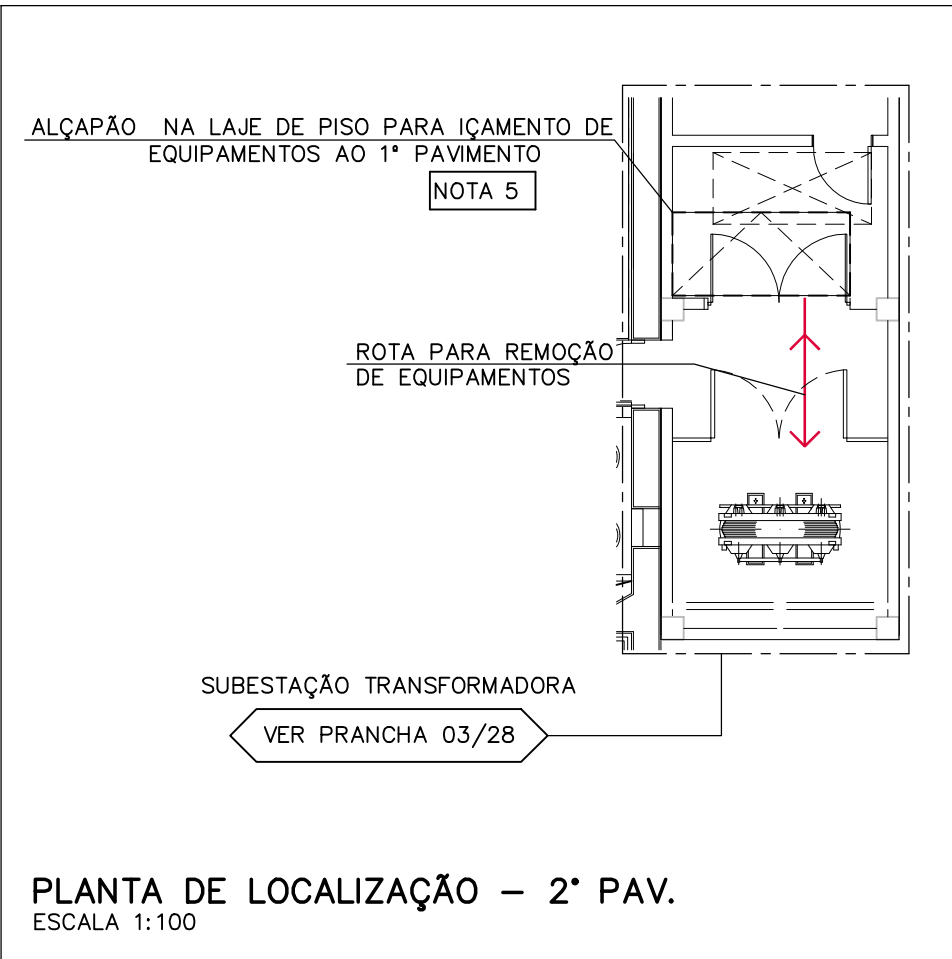 ALÇAPÃO NA LAJE DE PISO PARA IÇAMENTO DE
EQUIPAMENTOS AO 1º PAVIMENTO
NOTA 5
ROTA PARA REMOÇÃO
DE EQUIPAMENTOS
SUBESTAÇÃO TRANSFORMADORA
VER PRANCHA 03/28
PLANTA DE LOCALIZAÇÃO – 2° PAV.
ESCALA 1:100